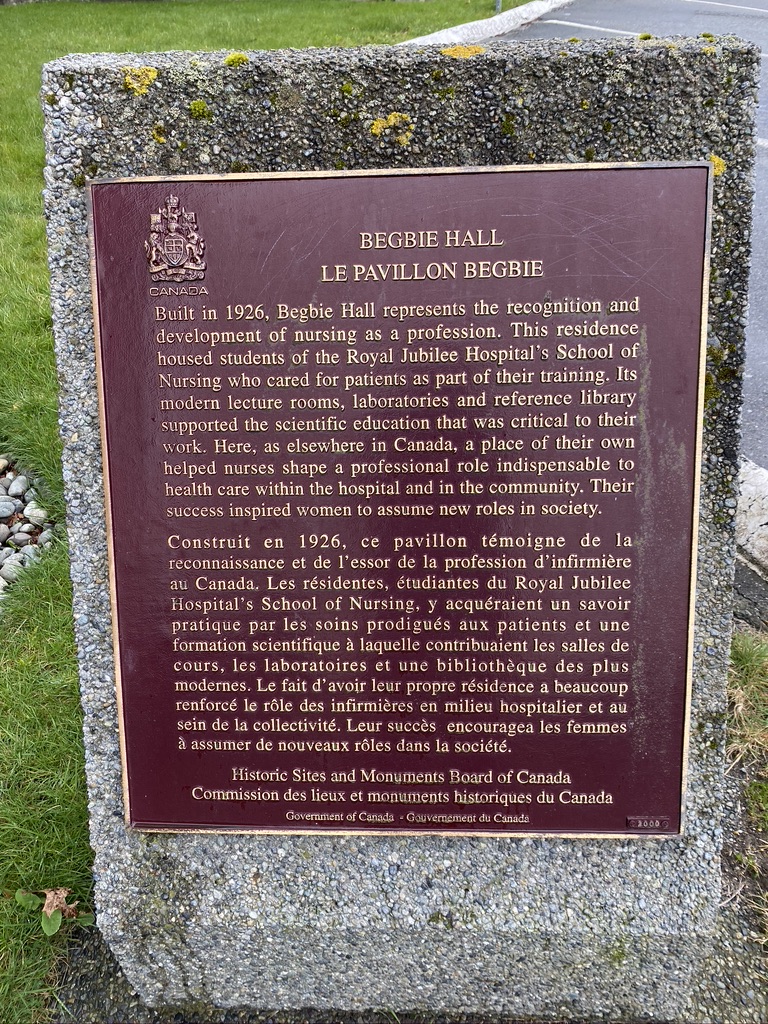 CANADA
BEGBIE HALL
LE PAVILLON BEGBIE
Built in 1926, Begbie Hall represents the recognition and
development of nursing as a profession. This residence
housed students of the Royal Jubilee Hospital's School of
Nursing who cared for patients as part of their training. Its
modern lecture rooms, laboratories and reference library
supported the scientific education that was critical to their
work. Here, as elsewhere in Canada, a place of their own
helped nurses shape a professional role indispensable to
health care within the hospital and in the community. Their
success inspired women to assume new roles in society.
Construit en 1926, ce pavillon témoigne de la
reconnaissance et de l'essor de la profession d'infirmière
au Canada. Les résidentes, étudiantes du Royal Jubilee
Hospital's School of Nursing, y acquéraient un savoir
pratique par les soins prodigués aux patients et une
formation scientifique à laquelle contribuaient les salles de
cours, les laboratoires et une bibliothèque des plus
modernes. Le fait d'avoir leur propre résidence a beaucoup
renforcé le rôle des infirmières en milieu hospitalier et au
sein de la collectivité. Leur succès encouragea les femmes
à assumer de nouveaux rôles dans la société.
Historic Sites and Monuments Board of Canada
Commission des lieux et monuments historiques du Canada
Government of Canada - Gouvernement du Canada
2000